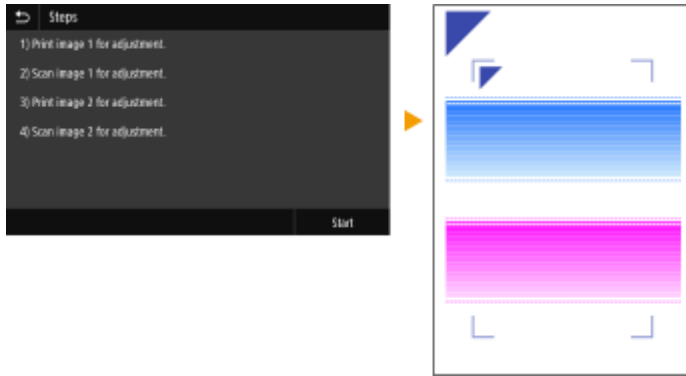 Steps
1) Print image 1 for adjustment.
2) Scan image 1 for adjustment.
3) Print image 2 for adjustment.
4) Scan image 2 for adjustment.
Start